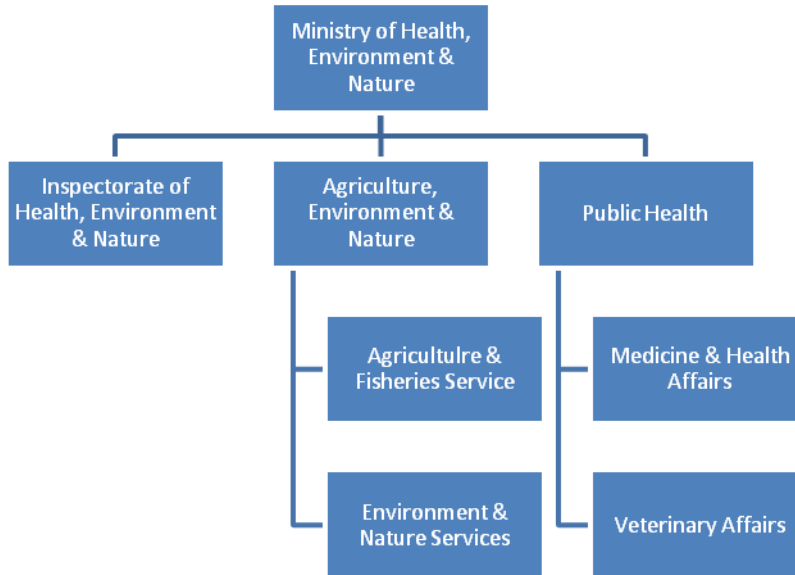 Ministry of Health,
Environment &
Nature
Inspectorate of
Health, Environment
& Nature
Agriculture,
Environment &
Nature
Public Health
Agricultulre &
Fisheries Service
Medicine & Health
Affairs
Environment &
Nature Services
Veterinary Affairs